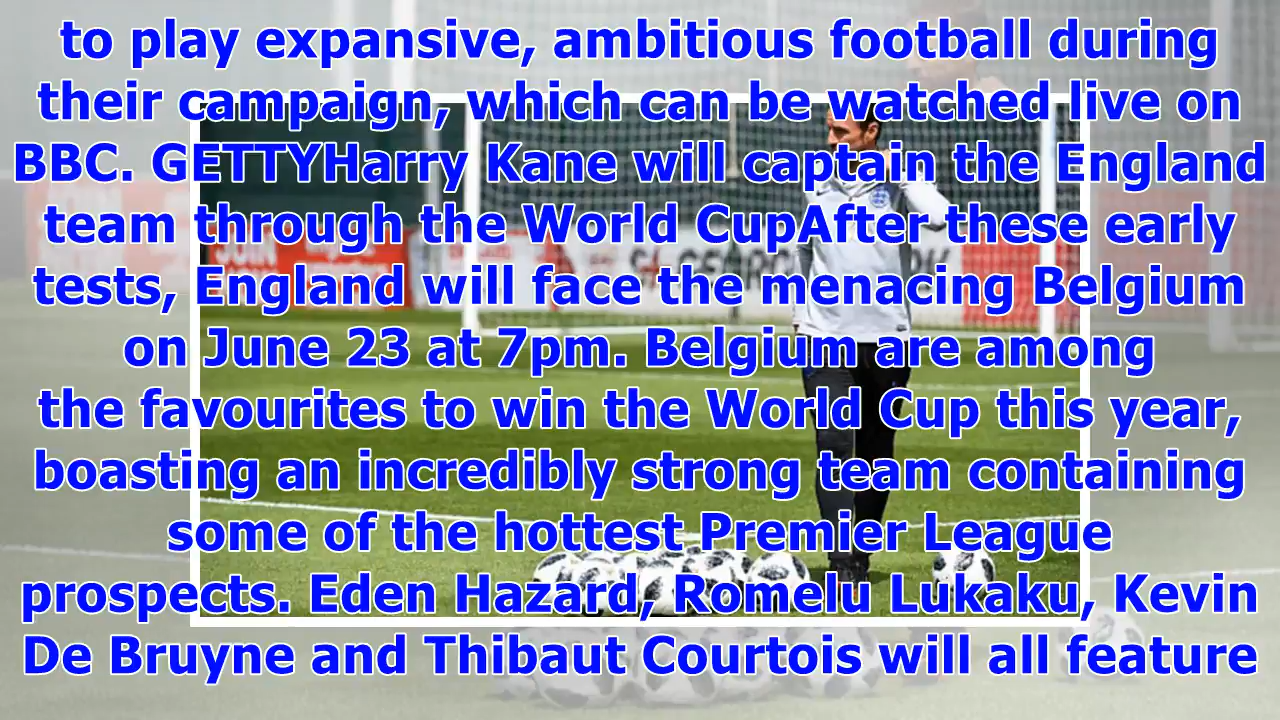 to play expansive, ambitious football during
their campaign, which can be watched live on
BBC. GETTYHarry Kane will captain the England
team through the World CupAfter these early
tests, England will face the menacing Belgium
on June 23 at 7pm. Belgium are among
the favourites to win the World Cup this year,
boasting an incredibly strong team containing
some of the hottest Premier League
prospects. Eden Hazard, Romelu Lukaku, Kevin
De Bruyne and Thibaut Courtois will all feature
JOIN